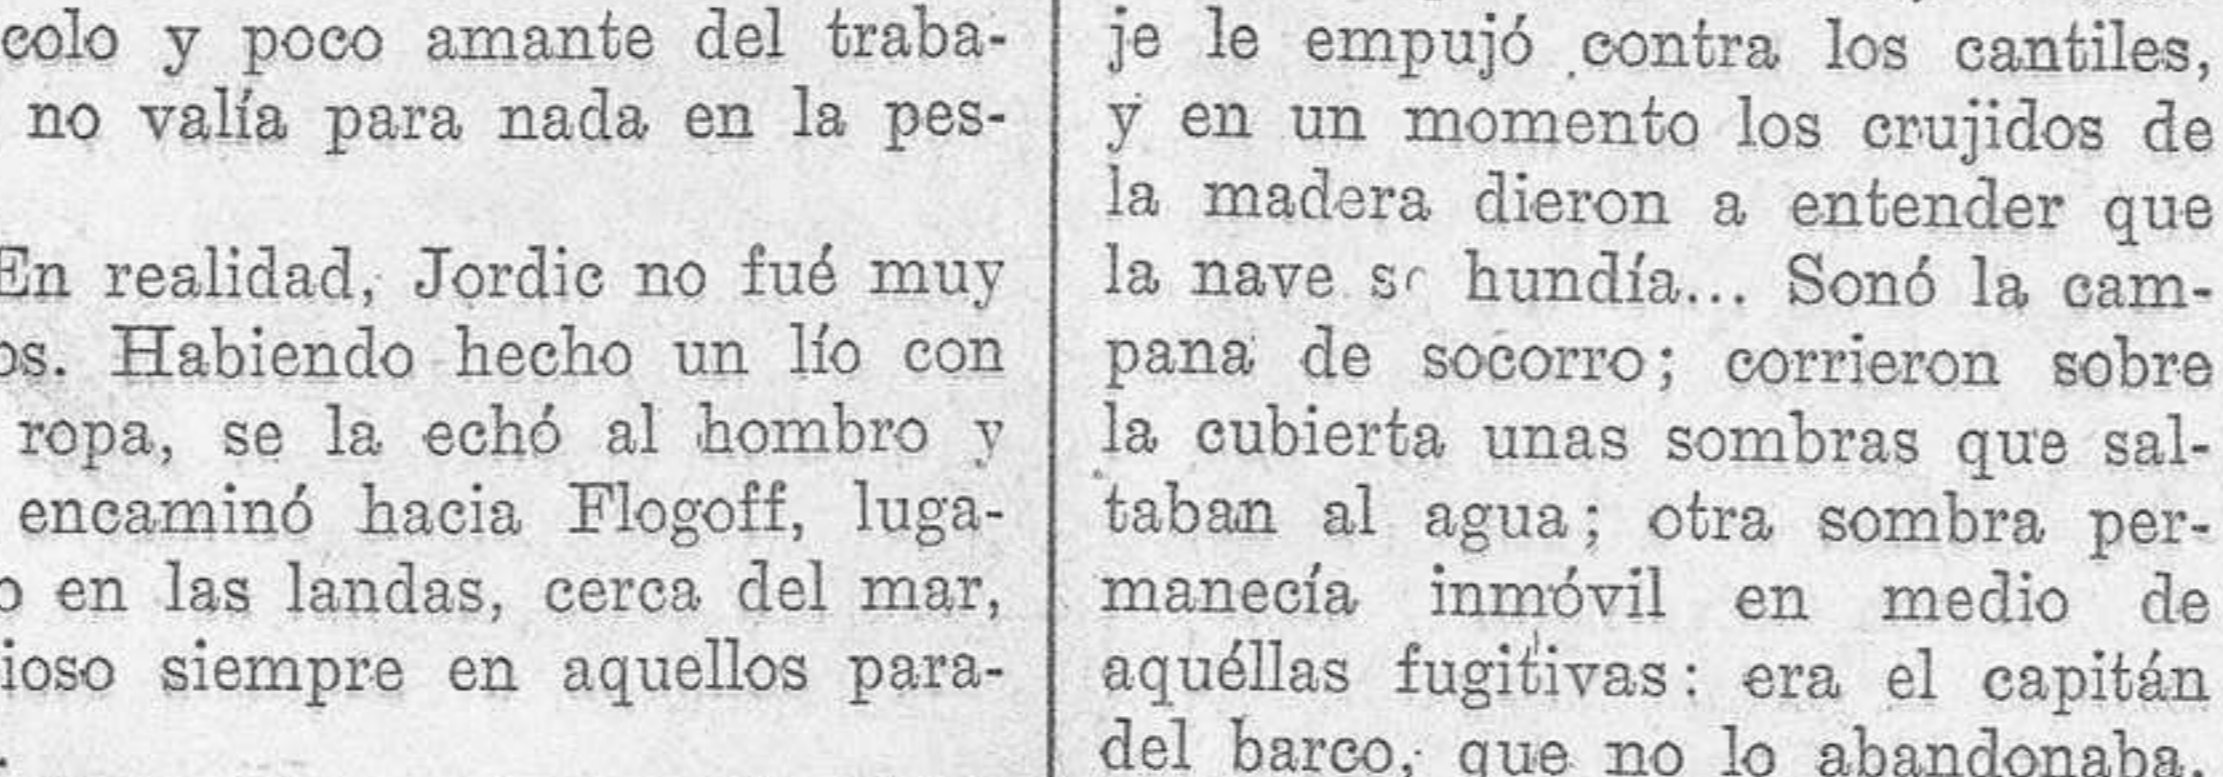 colo y poco amante del traba-
no valía para nada en la pes-
En realidad, Jordic no fué muy
os. Habiendo hecho un lío con
ropa, se la echó al hombro y
encaminó hacia Flogoff, luga-
o en las landas, cerca del mar,
ioso siempre en aquellos para-
je le empujó contra los cantiles,
y en un momento los crujidos de
la madera dieron a entender que
la nave se hundía... Sonó la cam-
pana de socorro; corrieron sobre
la cubierta unas sombras que sal-
taban al agua; otra sombra per-
manecía inmóvil en medio de
aquéllas fugitivas: era el capitán
del barco, que no lo abandonaba.